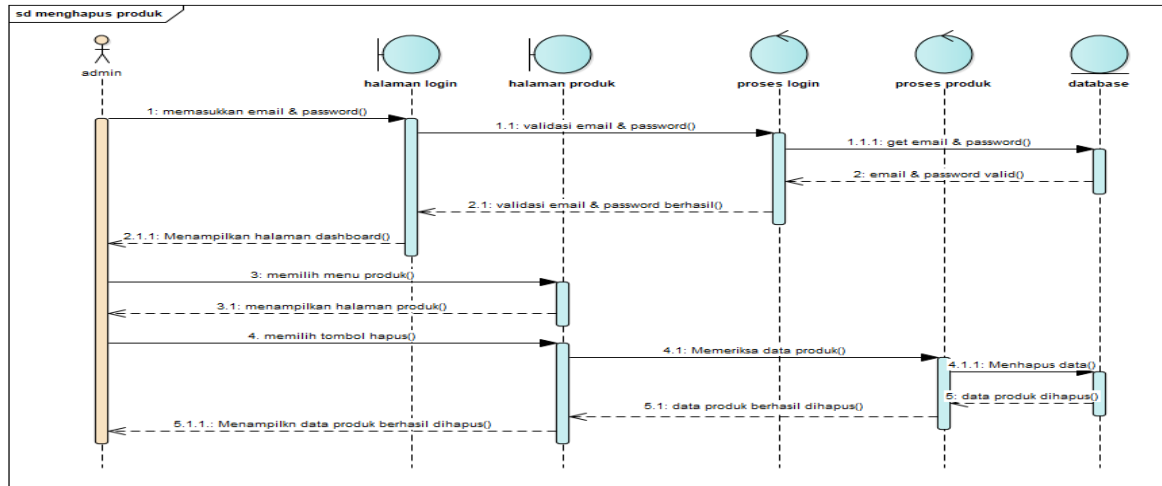 sd menghapus produk
admin
halaman login
halaman produk
proses login
proses produk
database
1: memasukkan email & password()
1.1: validasi email & password()
1.1.1: get email & password()
2: email & password valid()
2.1: validasi email & password berhasil()
2.1.1: Menampilkan halaman dashboard()
3: memilih menu produk()
3.1: menampilkan halaman produk()
4. memilih tombol hapus()
4.1: Memeriksa data produk()
4.1.1: Menhapus data()
5: data produk dihapus()
5.1: data produk berhasil dihapus()
5.1.1.: Menampilkn data produk berhasil dihapus()